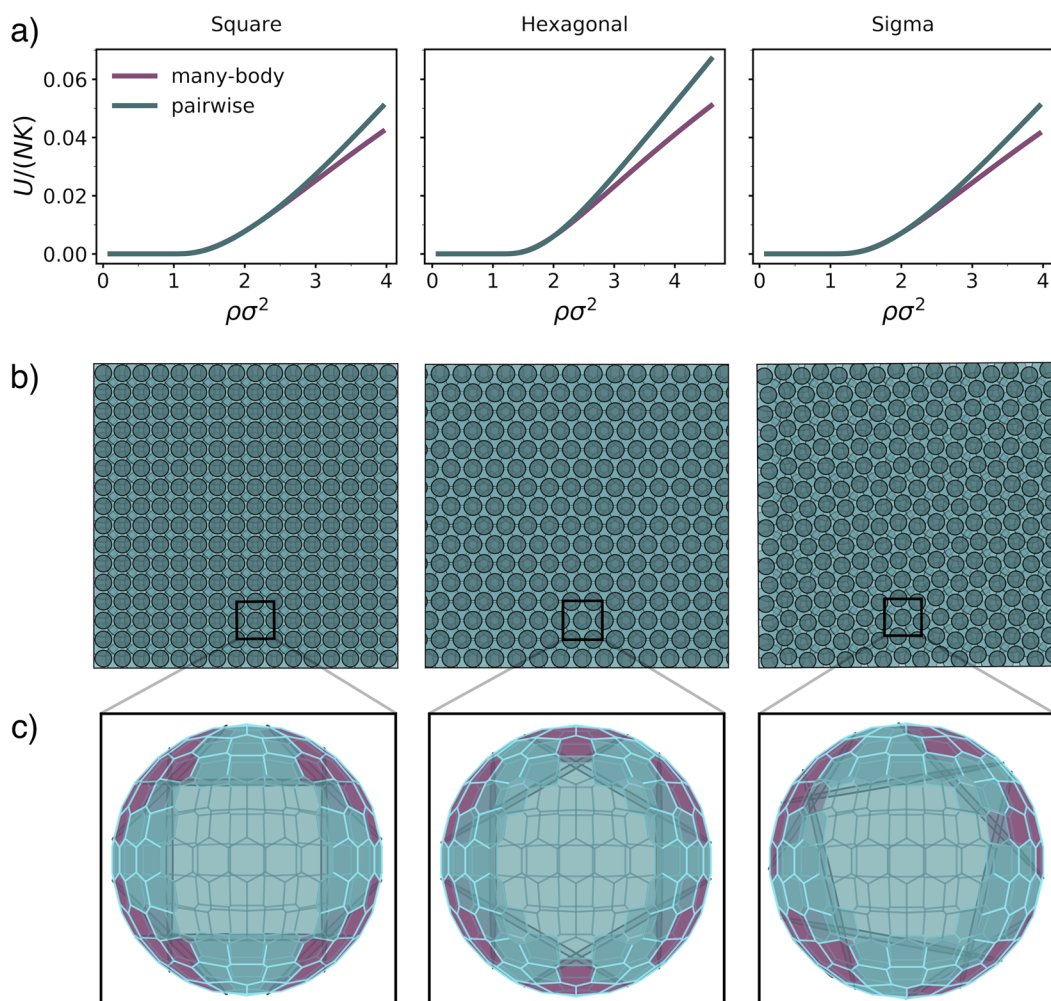 a)
Square
Hexagonal
Sigma
many-body
pairwise
U/(NK)
0.06
0.04
0.02
0.00
0 1 2 3 4
0 1 2 3 4
0 1 2 3 4
ρσ²
ρσ²
ρσ²
b)
c)